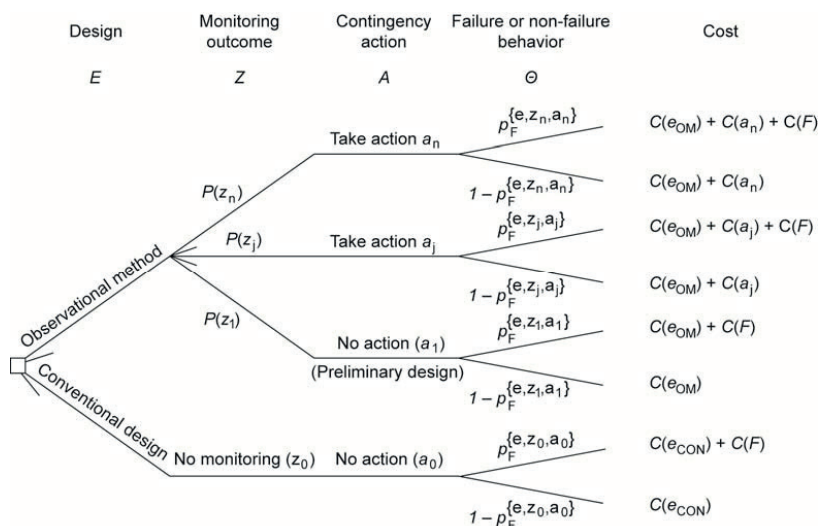 Design
Monitoring outcome
Contingency action
Failure or non-failure behavior
Cost
E
Z
A
Θ
Observational method
P(zₙ)
Take action aₙ
p_F^{e,zₙ,aₙ}
C(e_OM) + C(aₙ) + C(F)
1 – p_F^{e,zₙ,aₙ}
C(e_OM) + C(aₙ)
P(zⱼ)
Take action aⱼ
p_F^{e,zⱼ,aⱼ}
C(e_OM) + C(aⱼ) + C(F)
1 – p_F^{e,zⱼ,aⱼ}
C(e_OM) + C(aⱼ)
P(z₁)
No action (a₁)
(Preliminary design)
p_F^{e,z₁,a₁}
C(e_OM) + C(F)
1 – p_F^{e,z₁,a₁}
C(e_OM)
Conventional design
No monitoring (z₀)
No action (a₀)
p_F^{e,z₀,a₀}
C(e_CON) + C(F)
1 – p_F^{e,z₀,a₀}
C(e_CON)